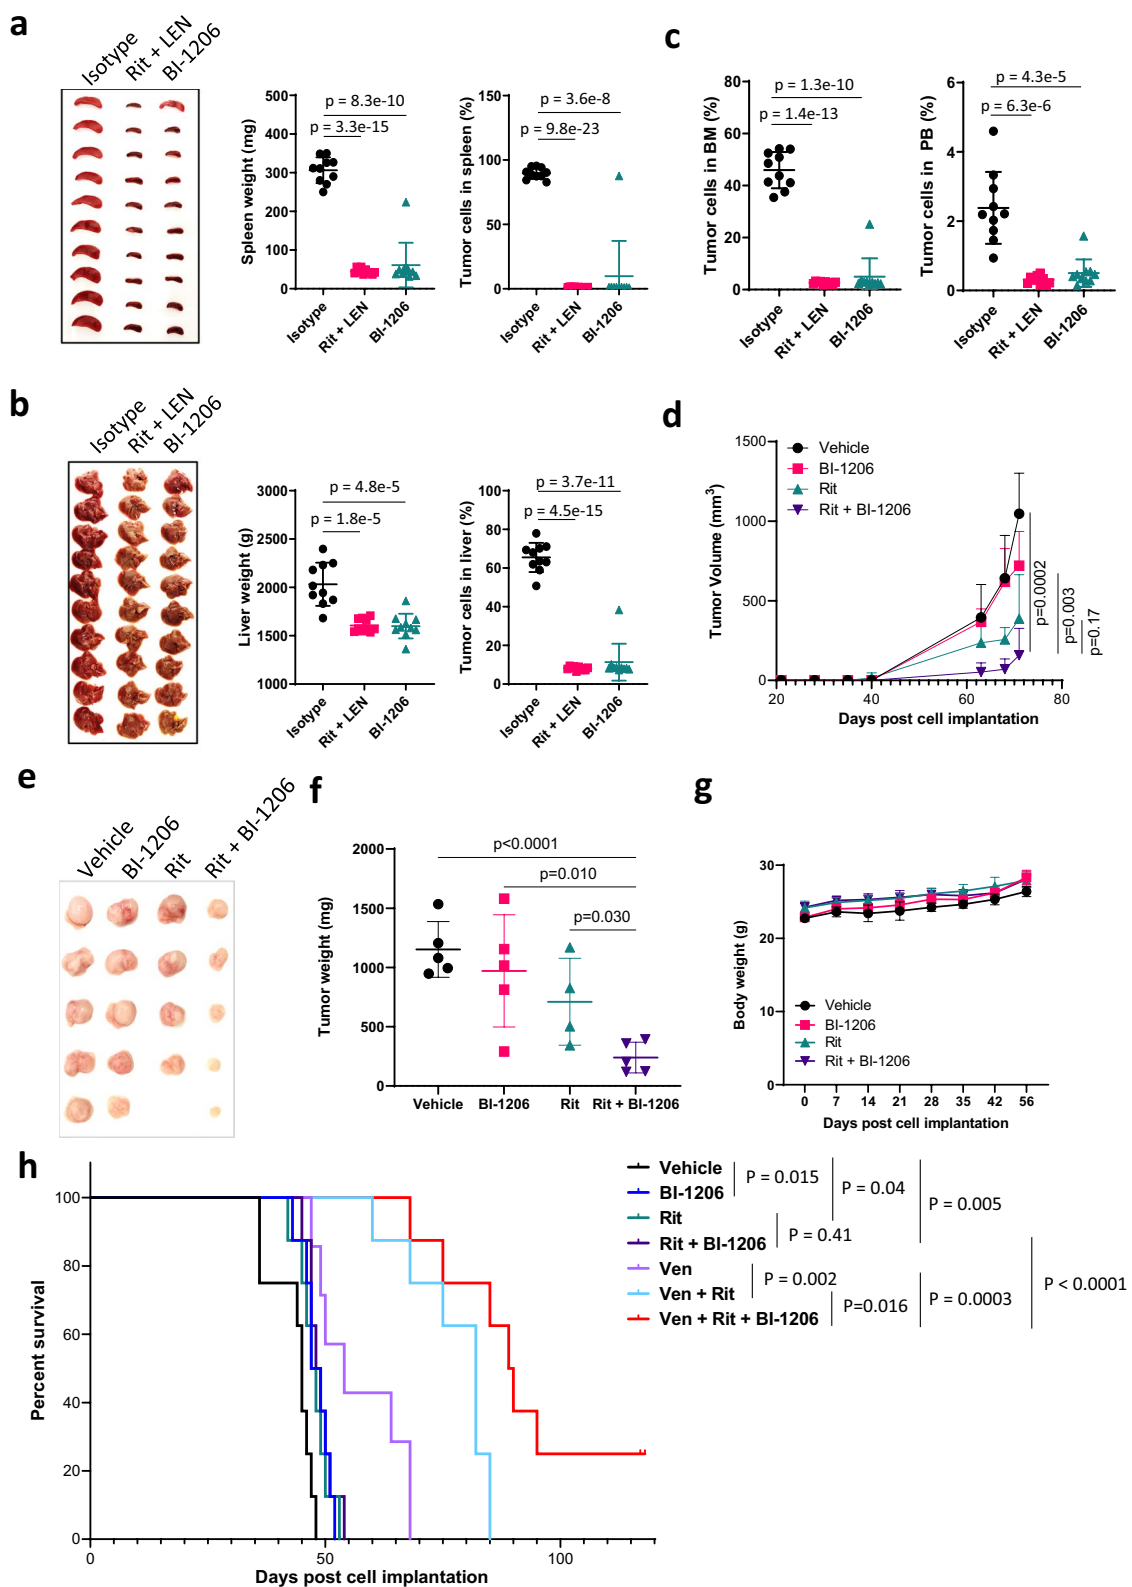 a
Isotype
Rit + LEN
BI-1206
Spleen weight (mg)
500
400
300
200
100
0
p = 8.3e-10
p = 3.3e-15
Isotype
Rit + LEN
BI-1206
Tumor cells in spleen (%)
150
100
50
0
p = 3.6e-8
p = 9.8e-23
Isotype
Rit + LEN
BI-1206
c
Tumor cells in BM (%)
80
60
40
20
0
p = 1.3e-10
p = 1.4e-13
Isotype
Rit + LEN
BI-1206
Tumor cells in PB (%)
6
4
2
0
p = 4.3e-5
p = 6.3e-6
Isotype
Rit + LEN
BI-1206
b
Isotype
Rit + LEN
BI-1206
Liver weight (g)
3000
2500
2000
1500
1000
p = 4.8e-5
p = 1.8e-5
Isotype
Rit + LEN
BI-1206
Tumor cells in liver (%)
100
80
60
40
20
0
p = 3.7e-11
p = 4.5e-15
Isotype
Rit + LEN
BI-1206
d
Tumor Volume (mm³)
1500
1000
500
0
20
40
60
80
Days post cell implantation
Vehicle
BI-1206
Rit
Rit + BI-1206
p=0.0002
p=0.003
p=0.17
e
Vehicle
BI-1206
Rit
Rit + BI-1206
f
Tumor weight (mg)
2000
1500
1000
500
0
p<0.0001
p=0.010
p=0.030
Vehicle
BI-1206
Rit
Rit + BI-1206
g
Body weight (g)
30
20
10
0
Vehicle
BI-1206
Rit
Rit + BI-1206
0 7 14 21 28 35 42 56
Days post cell implantation
h
Percent survival
100
80
60
40
20
0
0
50
100
Days post cell implantation
Vehicle
BI-1206
Rit
Rit + BI-1206
Ven
Ven + Rit
Ven + Rit + BI-1206
P = 0.015
P = 0.04
P = 0.005
P = 0.41
P = 0.002
P=0.016
P = 0.0003
P < 0.0001